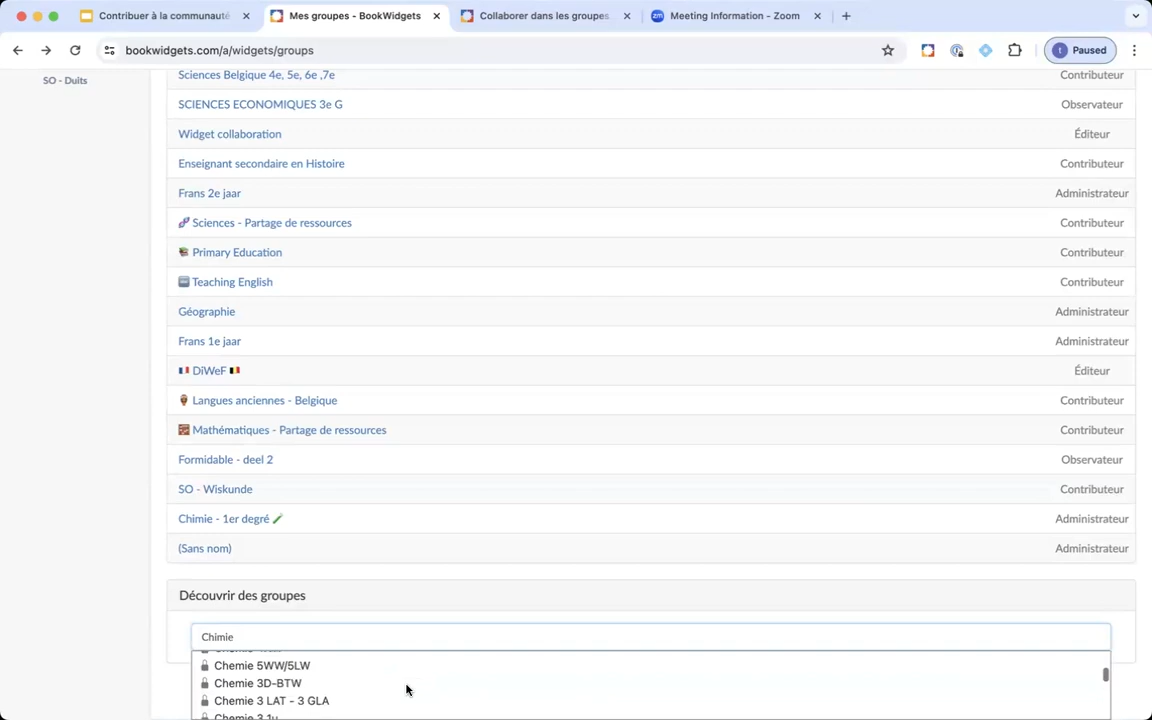 Contribuer à la communauté
Mes groupes - BookWidgets
Collaborer dans les groupes
zm Meeting Information - Zoom
bookwidgets.com/a/widgets/groups
t Paused
SO - Duits
Sciences Belgique 4e, 5e, 6e ,7e Contributeur
SCIENCES ECONOMIQUES 3e G Observateur
Widget collaboration Éditeur
Enseignant secondaire en Histoire Contributeur
Frans 2e jaar Administrateur
Sciences - Partage de ressources Contributeur
Primary Education Contributeur
Teaching English Contributeur
Géographie Administrateur
Frans 1e jaar Administrateur
DiWeF Éditeur
Langues anciennes - Belgique Contributeur
Mathématiques - Partage de ressources Contributeur
Formidable - deel 2 Observateur
SO - Wiskunde Contributeur
Chimie - 1er degré Administrateur
(Sans nom) Administrateur
Découvrir des groupes
Chimie
Chemie 5WW/5LW
Chemie 3D-BTW
Chemie 3 LAT - 3 GLA
Chemie 3 1u